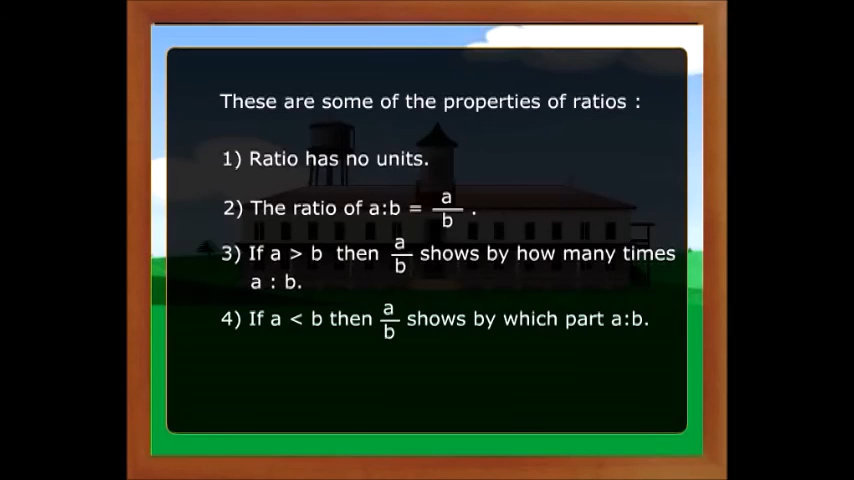 These are some of the properties of ratios :
1) Ratio has no units.
2) The ratio of a:b = a/b .
3) If a > b then a/b shows by how many times
a : b.
4) If a < b then a/b shows by which part a:b.